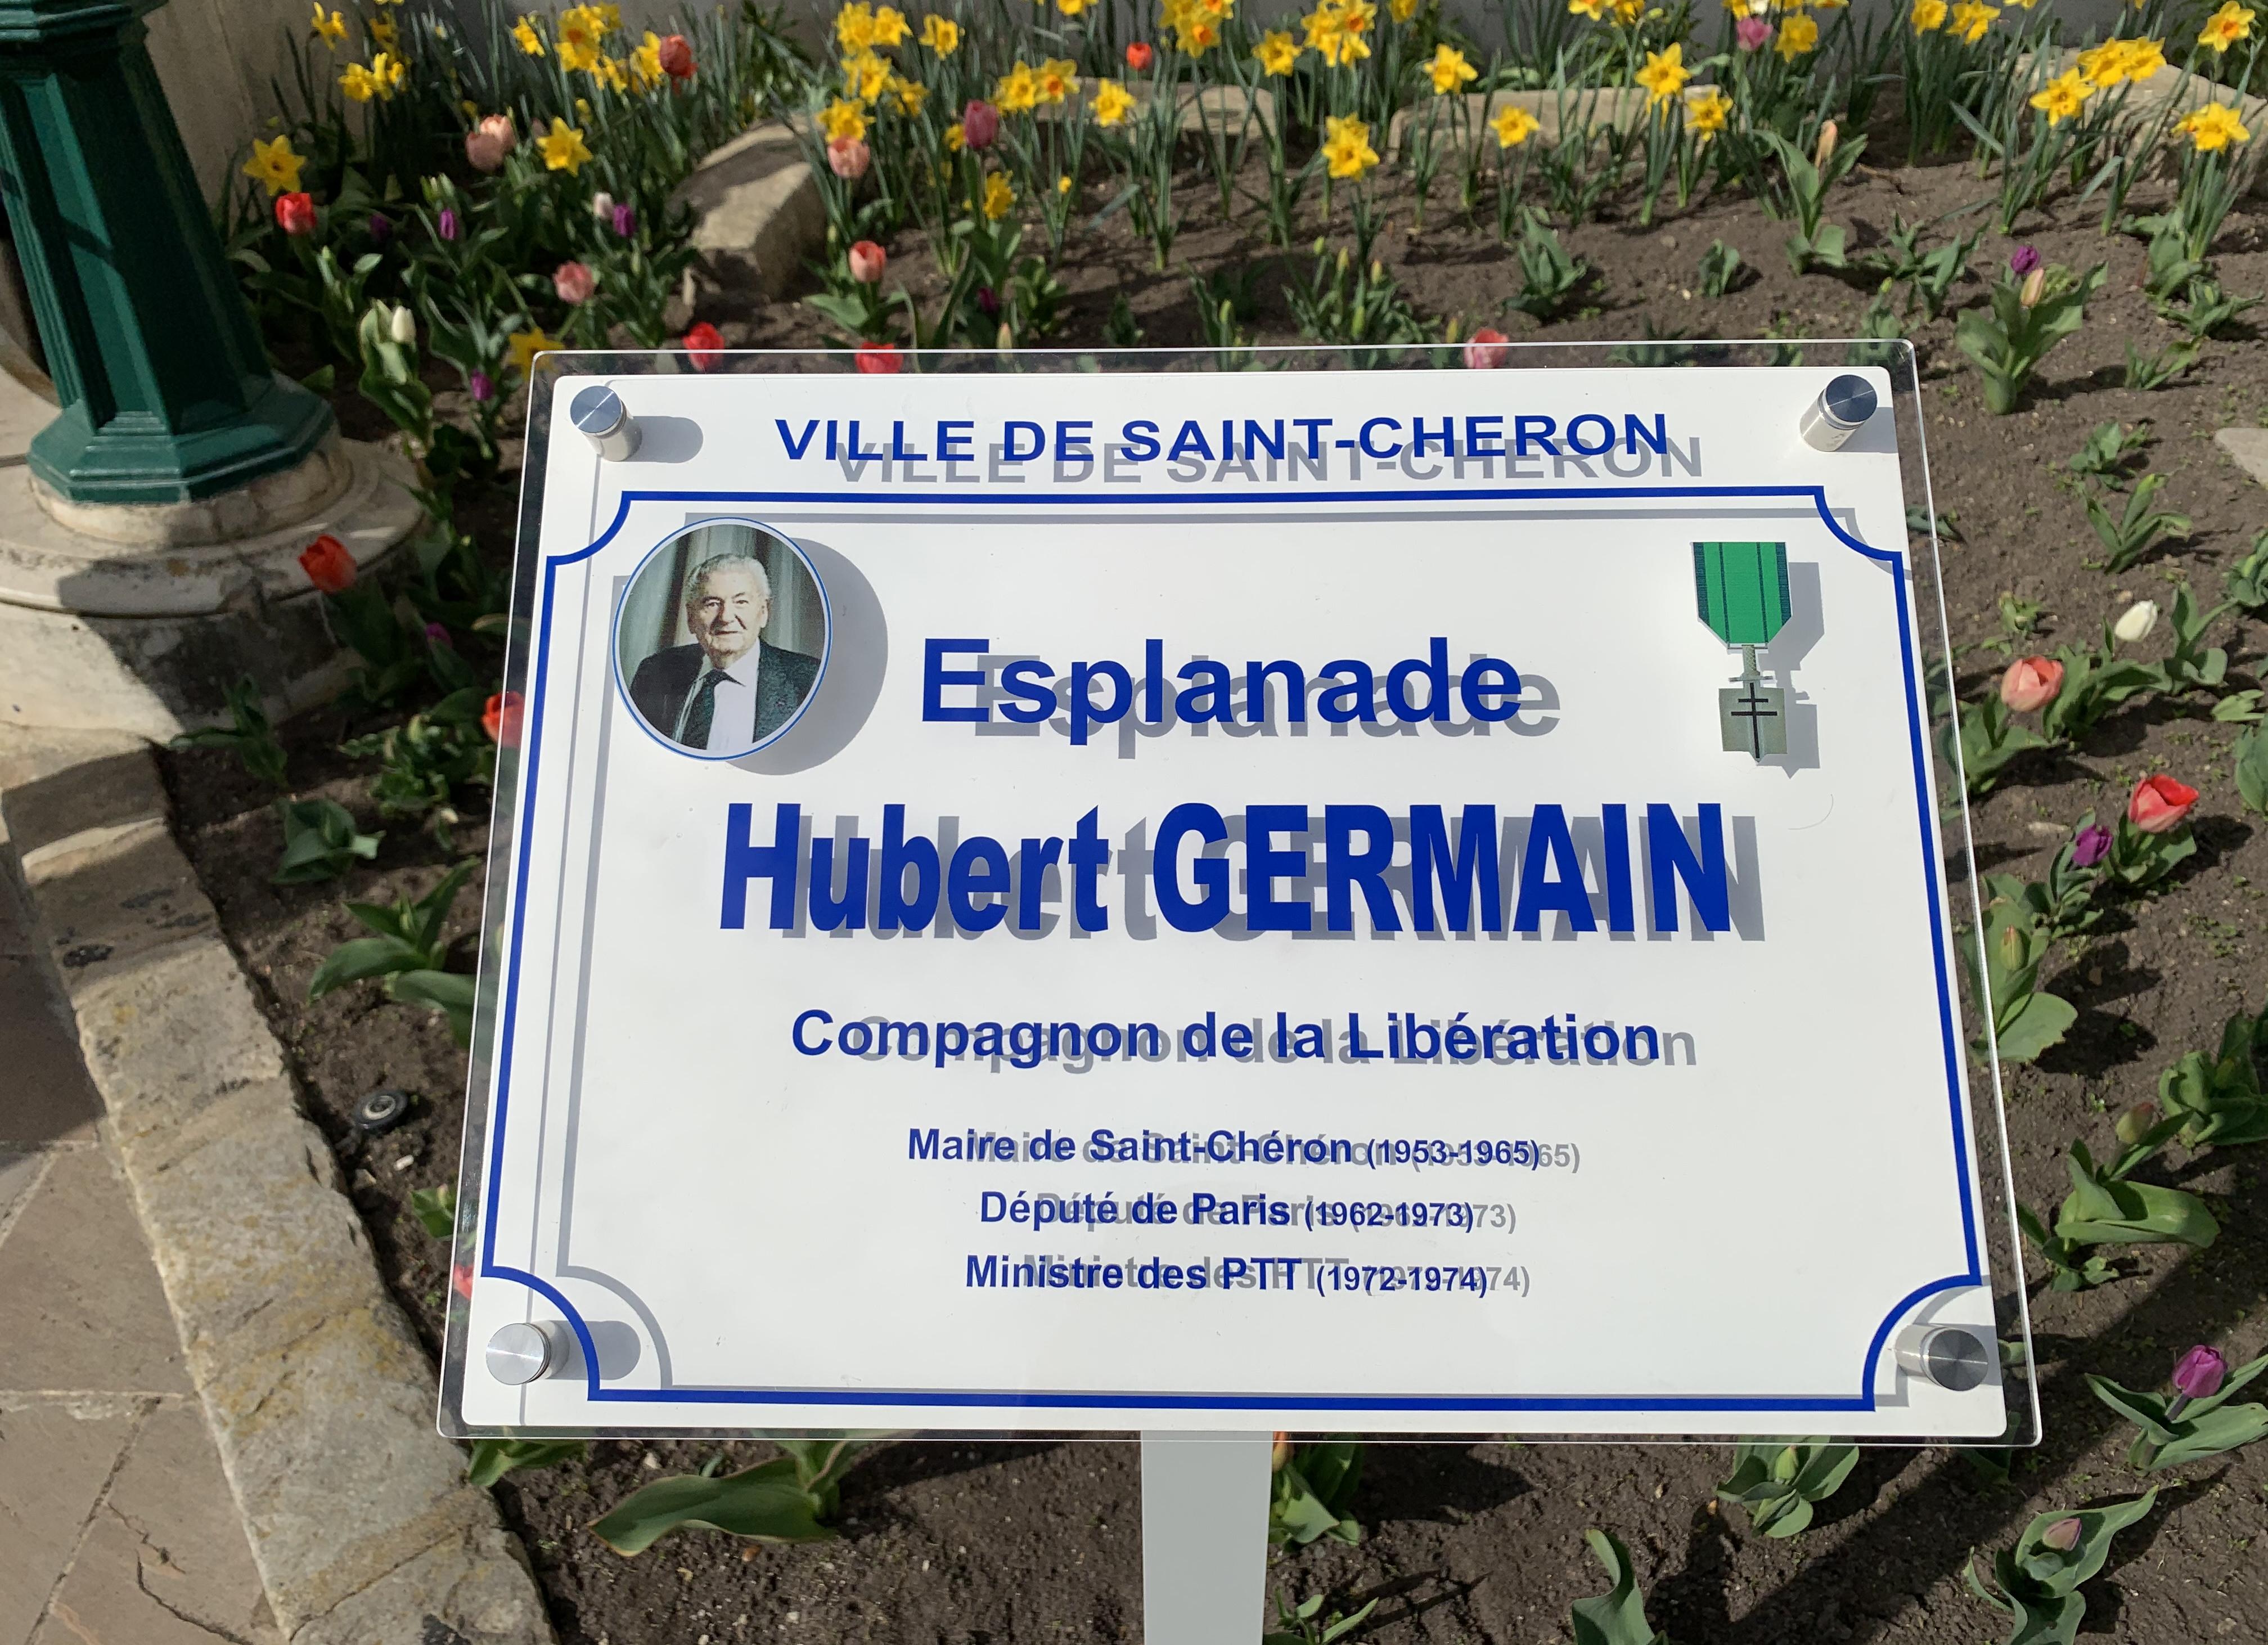 VILLE DE SAINT-CHERON
Esplanade
Hubert GERMAIN
Compagnon de la Libération
Maire de Saint-Chéron (1953-1965)
Député de Paris (1962-1973)
Ministre des PTT (1972-1974)